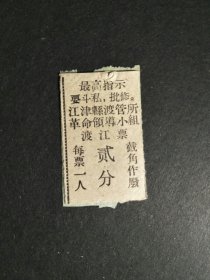 最高指示
要斗私，批修。
江津縣渡管所
革命領導小組
渡江票
貳分
每票一人
截角作廢